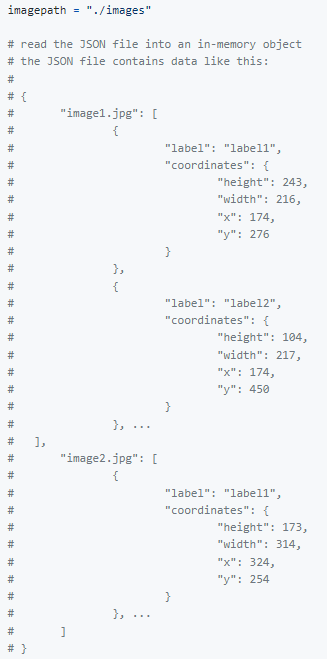 imagepath = "./images"

# read the JSON file into an in-memory object
# the JSON file contains data like this:
#
# {
#       "image1.jpg": [
#               {
#                       "label": "label1",
#                       "coordinates": {
#                               "height": 243,
#                               "width": 216,
#                               "x": 174,
#                               "y": 276
#                       }
#               },
#               {
#                       "label": "label2",
#                       "coordinates": {
#                               "height": 104,
#                               "width": 217,
#                               "x": 174,
#                               "y": 450
#                       }
#               }, ...
#   ],
#       "image2.jpg": [
#               {
#                       "label": "label1",
#                       "coordinates": {
#                               "height": 173,
#                               "width": 314,
#                               "x": 324,
#                               "y": 254
#                       }
#               }, ...
#       ]
# }